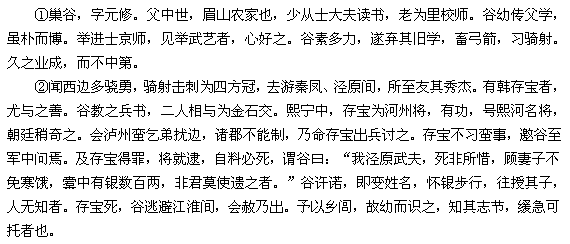 ①巢谷，字元修。父中世，眉山农家也，少从士大夫读书，老为里校师。谷幼传父学，
虽朴而博。举进士京师，见举武艺者，心好之。谷素多力，遂弃其旧学，畜弓箭，习骑射。
久之业成，而不中第。
②闻西边多骁勇，骑射击刺为四方冠，去游秦凤、泾原间，所至友其秀杰。有韩存宝者，
尤与之善。谷教之兵书，二人相与为金石交。熙宁中，存宝为河州将，有功，号熙河名将，
朝廷稍奇之。会泸州蛮乞弟扰边，诸郡不能制，乃命存宝出兵讨之。存宝不习蛮事，邀谷至
军中问焉。及存宝得罪，将就逮，自料必死，谓谷曰：“我泾原武夫，死非所惜，顾妻子不
免寒饿，橐中有银数百两，非君莫使遗之者。”谷许诺，即变姓名，怀银步行，往授其子，
人无知者。存宝死，谷逃避江淮间，会赦乃出。予以乡闾，故幼而识之，知其志节，缓急可
托者也。